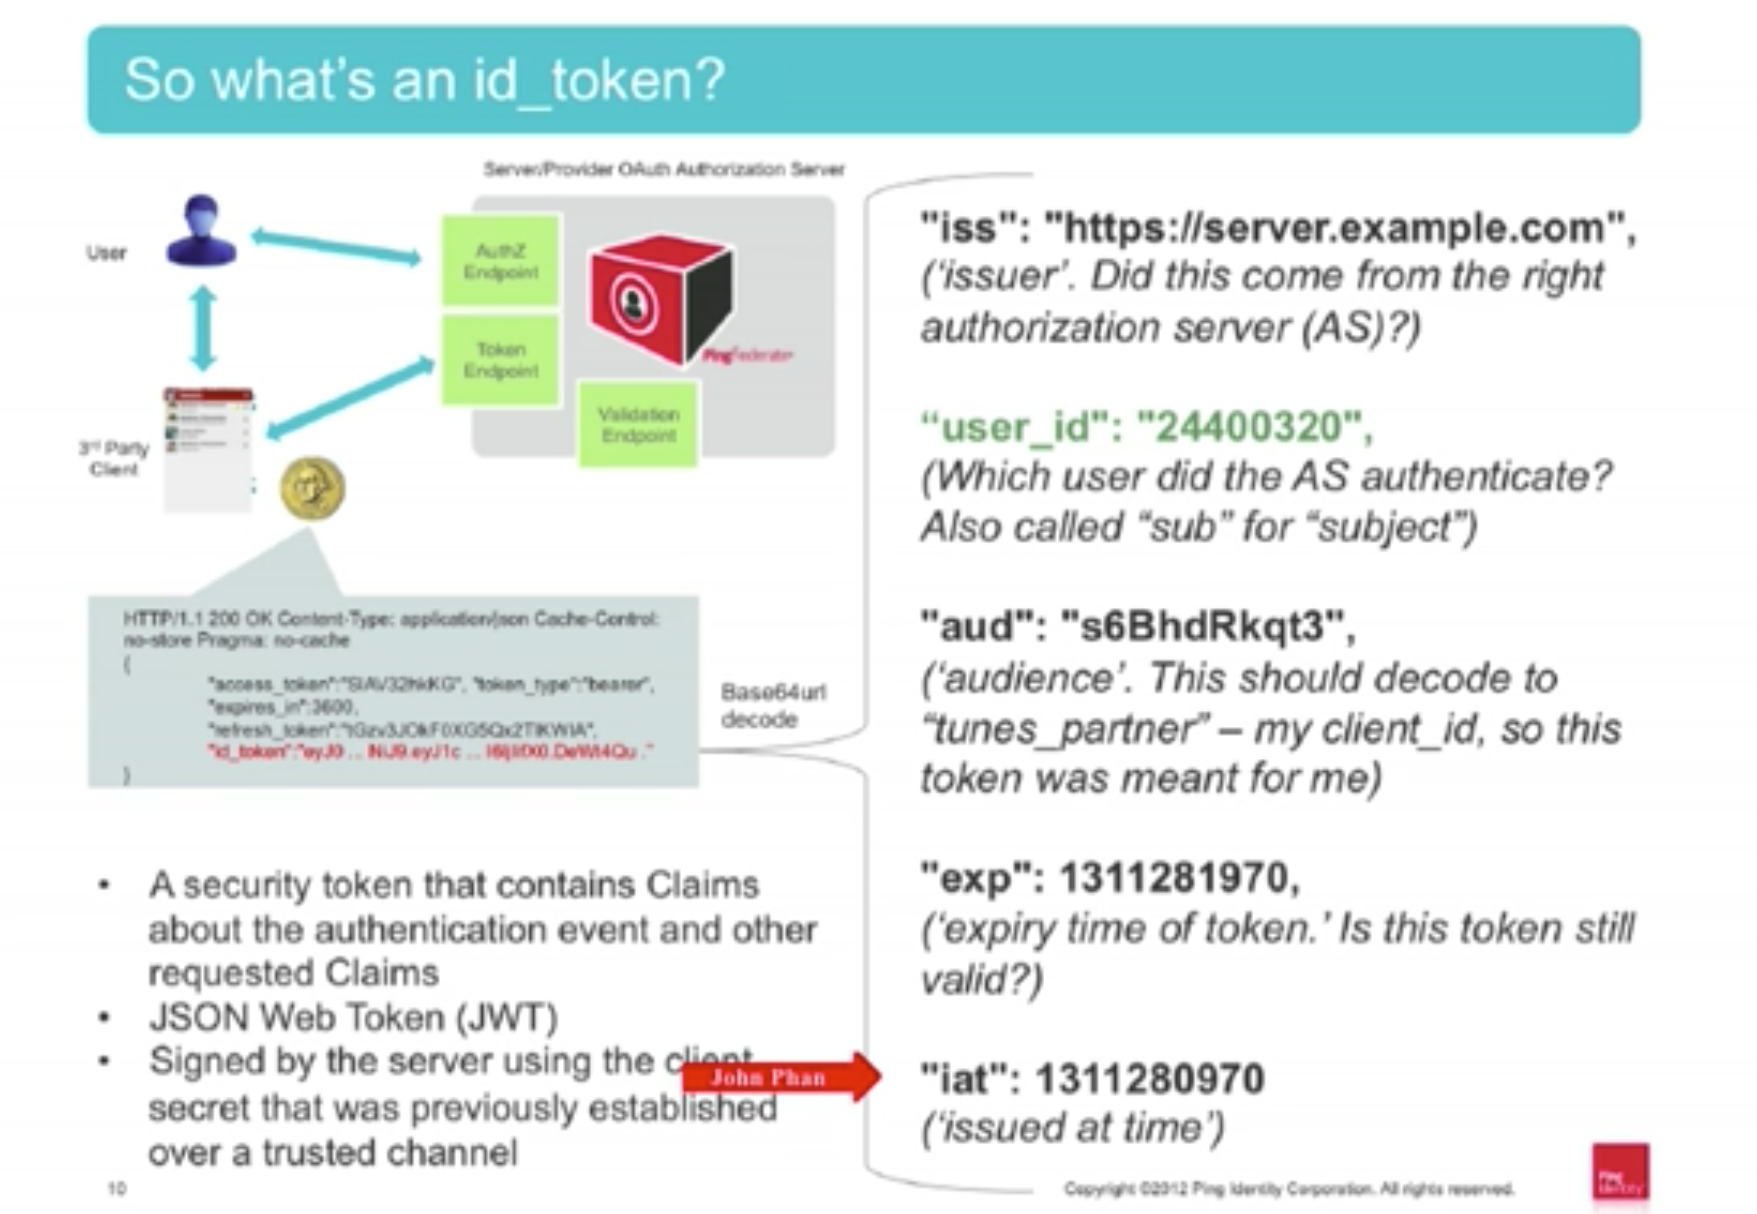 So what's an id_token?
Server/Provider OAuth Authorization Server
User
AuthZ
Endpoint
Token
Endpoint
PingFederate®
Validation
Endpoint
3rd Party
Client
HTTP/1.1 200 OK Content-Type: application/json Cache-Control:
no-store Pragma: no-cache
{
"access_token":"SlAV32hkKG", "token_type":"bearer",
"expires_in":3600,
"refresh_token":"tGzv3JOkF0XG5Qx2TlKWIA",
"id_token":"eyJ0 ... NiJ9.eyJ1c ... I6IjIifX0.DeWt4Qu ."
}
Base64url
decode
• A security token that contains Claims
about the authentication event and other
requested Claims
• JSON Web Token (JWT)
• Signed by the server using the client
secret that was previously established
over a trusted channel
John Phan
"iss": "https://server.example.com",
('issuer'. Did this come from the right
authorization server (AS)?)
“user_id": "24400320",
(Which user did the AS authenticate?
Also called “sub” for “subject”)
"aud": "s6BhdRkqt3",
('audience'. This should decode to
“tunes_partner” – my client_id, so this
token was meant for me)
"exp": 1311281970,
('expiry time of token.' Is this token still
valid?)
"iat": 1311280970
('issued at time')
10
Copyright ©2012 Ping Identity Corporation. All rights reserved.
Ping
Identity